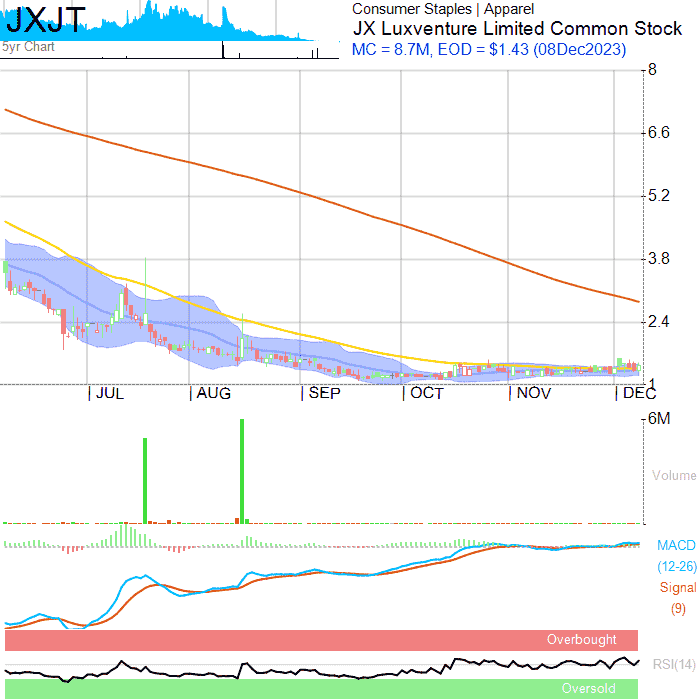 JXJT
5yr Chart
Consumer Staples | Apparel
JX Luxventure Limited Common Stock
MC = 8.7M, EOD = $1.43 (08Dec2023)
8
6.6
5.2
3.8
2.4
1
JUL AUG SEP OCT NOV DEC
6M
Volume
MACD
(12-26)
Signal
(9)
Overbought
RSI(14)
Oversold